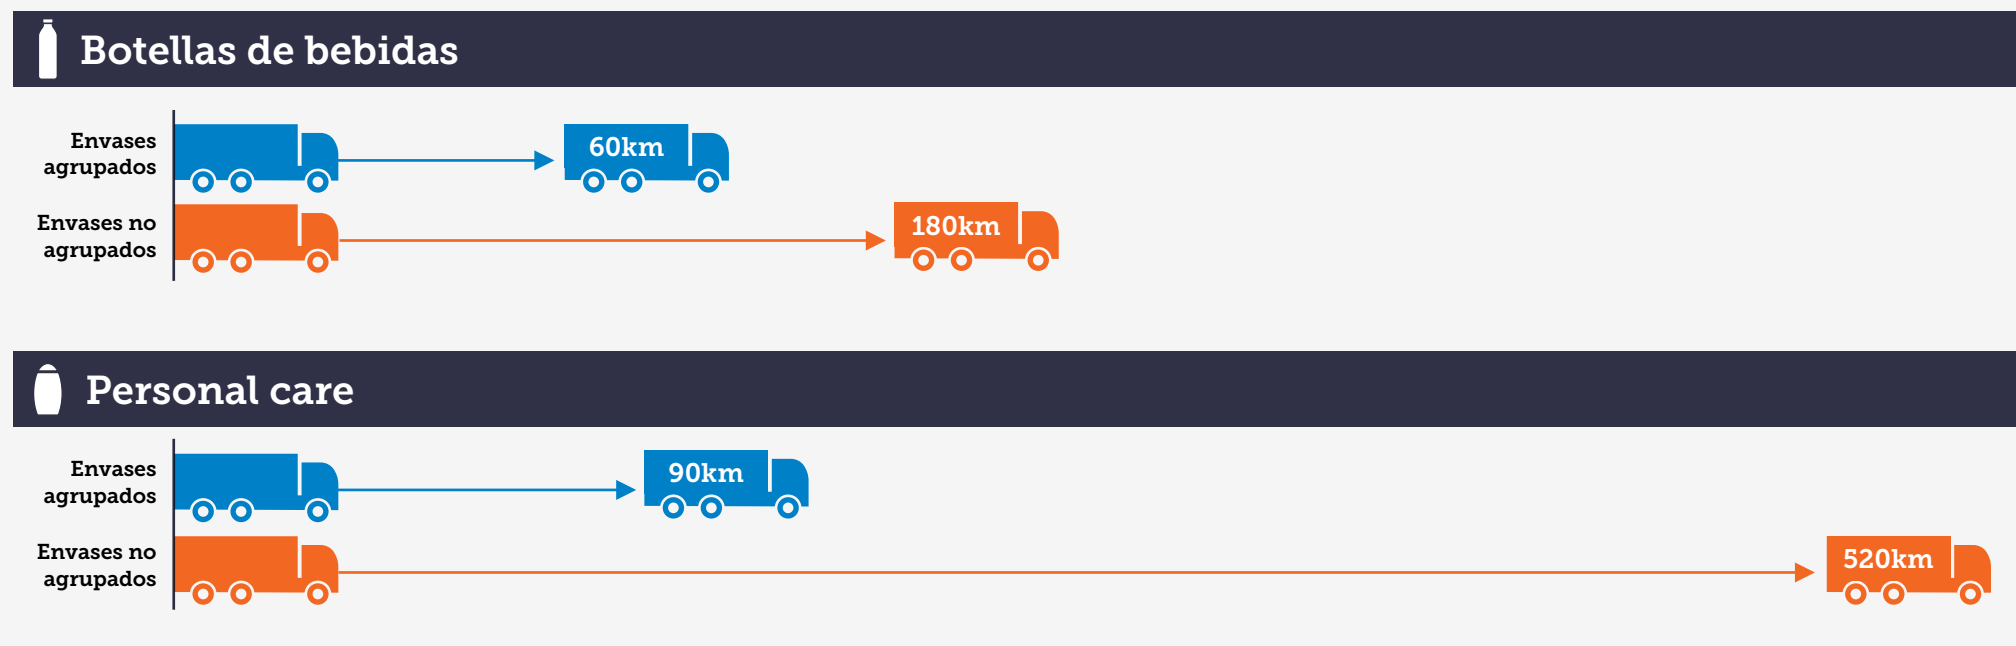 Botellas de bebidas
Envases
agrupados
60km
Envases no
agrupados
180km
Personal care
Envases
agrupados
90km
Envases no
agrupados
520km